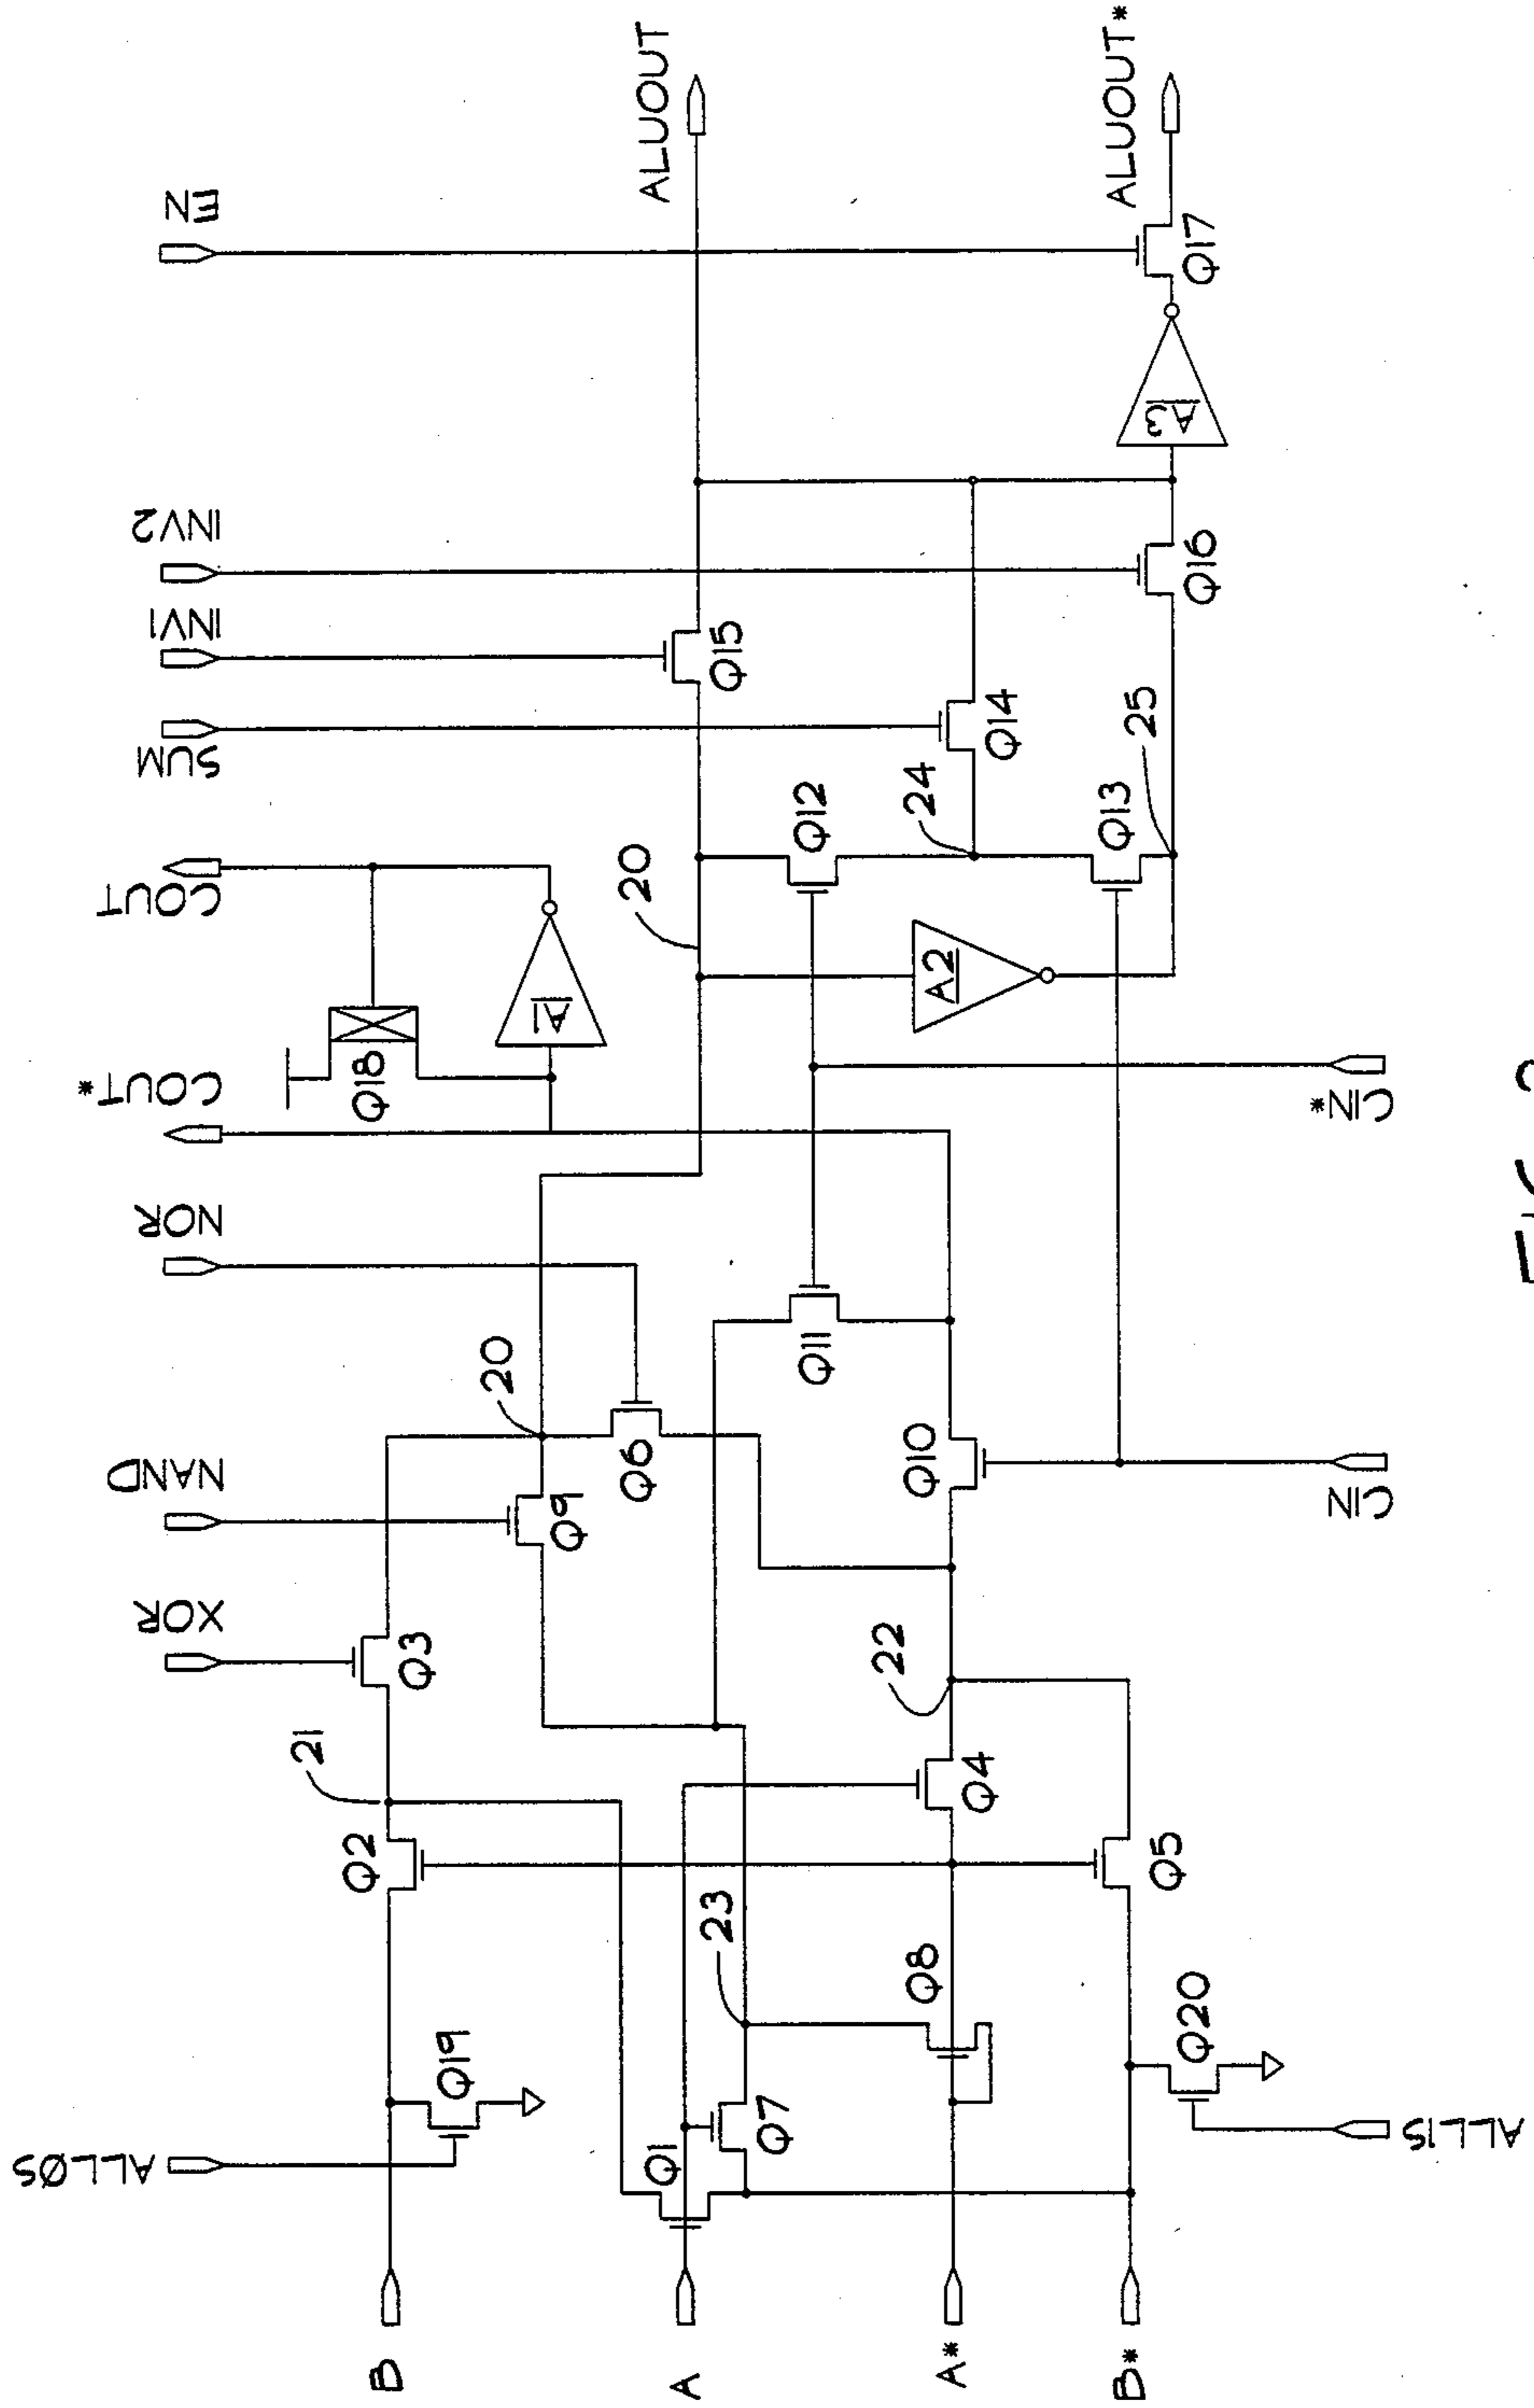 EN
INV2
INV1
SUM
COUT
COUT*
NOR
NAND
XOR
ALLØS
ALUOUT
ALUOUT*
Q17
A3
Q16
Q15
Q14
25
24
Q13
Q12
20
A2
A1
Q18
CIN*
Q11
20
Q6
Q10
Q9
CIN
Q3
22
21
Q4
Q2
Q5
23
Q8
Q19
Q20
Q7
Q1
ALL1S
B
A
A*
B*